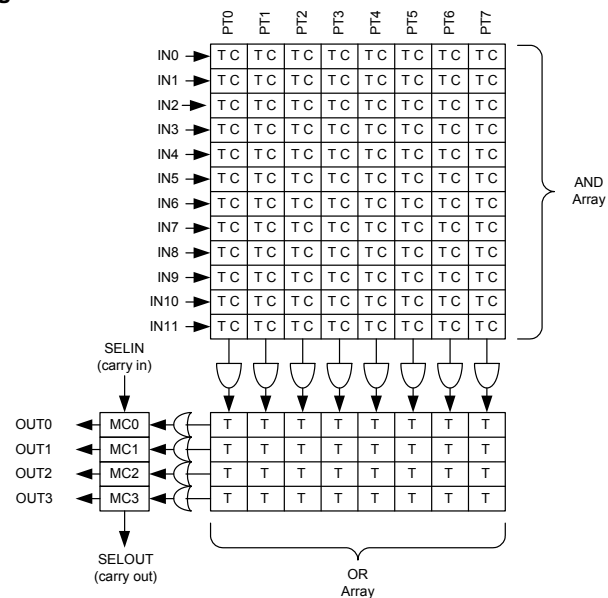 PT0 PT1 PT2 PT3 PT4 PT5 PT6 PT7
IN0 T C T C T C T C T C T C T C T C
IN1 T C T C T C T C T C T C T C T C
IN2 T C T C T C T C T C T C T C T C
IN3 T C T C T C T C T C T C T C T C
IN4 T C T C T C T C T C T C T C T C
IN5 T C T C T C T C T C T C T C T C
IN6 T C T C T C T C T C T C T C T C
IN7 T C T C T C T C T C T C T C T C
IN8 T C T C T C T C T C T C T C T C
IN9 T C T C T C T C T C T C T C T C
IN10 T C T C T C T C T C T C T C T C
IN11 T C T C T C T C T C T C T C T C
AND
Array
SELIN
(carry in)
OUT0 MC0 T T T T T T T T
OUT1 MC1 T T T T T T T T
OUT2 MC2 T T T T T T T T
OUT3 MC3 T T T T T T T T
SELOUT
(carry out)
OR
Array